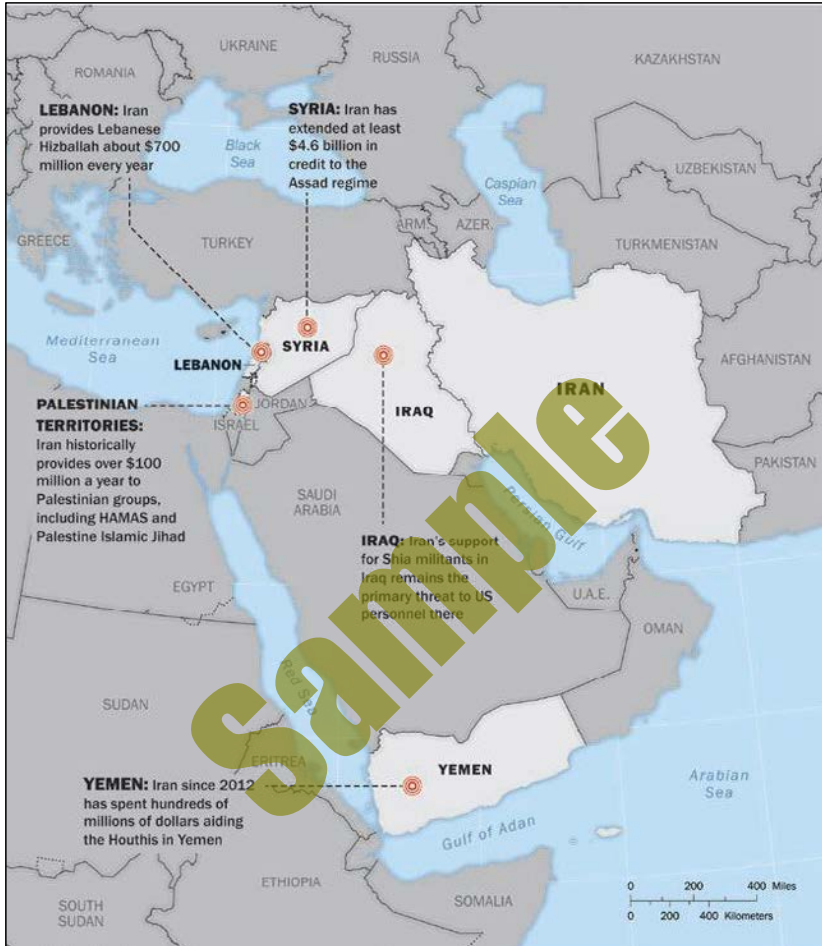 UKRAINE
RUSSIA
KAZAKHSTAN
ROMANIA
LEBANON: Iran
provides Lebanese
Hizballah about $700
million every year
SYRIA: Iran has
extended at least
$4.6 billion in
credit to the
Assad regime
Black
Sea
Caspian
Sea
UZBEKISTAN
GREECE
TURKEY
ARM.
AZER.
TURKMENISTAN
Mediterranean
Sea
LEBANON
SYRIA
AFGHANISTAN
IRAN
IRAQ
PALESTINIAN
TERRITORIES:
Iran historically
provides over $100
million a year to
Palestinian groups,
including HAMAS and
Palestine Islamic Jihad
JORDAN
ISRAEL
PAKISTAN
SAUDI
ARABIA
Persian Gulf
IRAQ: Iran's support
for Shia militants in
Iraq remains the
primary threat to US
personnel there
EGYPT
U.A.E.
OMAN
Sample
Red Sea
SUDAN
ERITREA
YEMEN
YEMEN: Iran since 2012
has spent hundreds of
millions of dollars aiding
the Houthis in Yemen
Arabian
Sea
Gulf of Adan
ETHIOPIA
SOMALIA
SOUTH
SUDAN
0 200 400 Miles
0 200 400 Kilometers